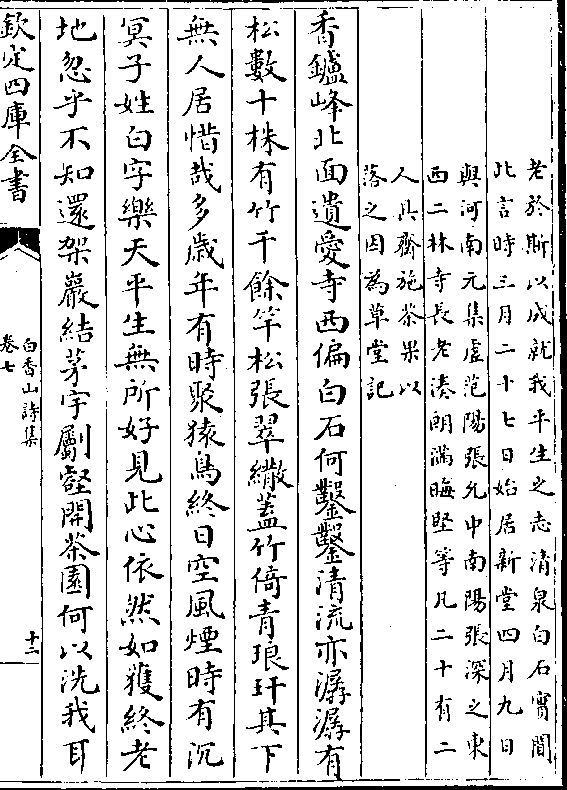 老於斯以成就我平生之志清泉白石實聞
此言時三月二十七日始居新堂四月九日
與河南元集虛范陽張允中南陽張深之東
西二林寺長老湊朗滿晦堅等凡二十有二
人具齋施茶果以
落之因為草堂記
香鑪峰北面遺愛寺西偏白石何鑿鑿清流亦潺潺有
松數十株有竹千餘竿松張翠繖蓋竹倚青琅玕其下
無人居惜哉多歲年有時聚猿鳥終日空風煙時有沉
冥子姓白字樂天平生無所好見此心依然如獲終老
地忽乎不知還架巖結茅宇劚壑開茶園何以洗我耳
欽定四庫全書
白香山詩集
卷七
十二